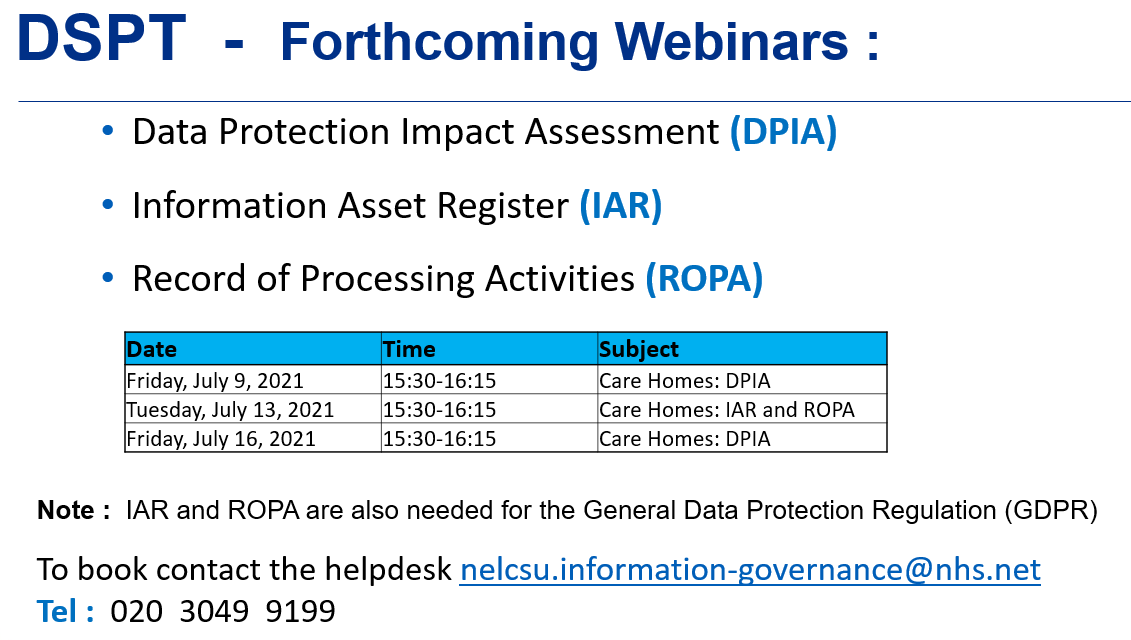 DSPT - Forthcoming Webinars :
• Data Protection Impact Assessment (DPIA)
• Information Asset Register (IAR)
• Record of Processing Activities (ROPA)
Date Time Subject
Friday, July 9, 2021 15:30-16:15 Care Homes: DPIA
Tuesday, July 13, 2021 15:30-16:15 Care Homes: IAR and ROPA
Friday, July 16, 2021 15:30-16:15 Care Homes: DPIA
Note : IAR and ROPA are also needed for the General Data Protection Regulation (GDPR)
To book contact the helpdesk nelcsu.information-governance@nhs.net
Tel : 020 3049 9199